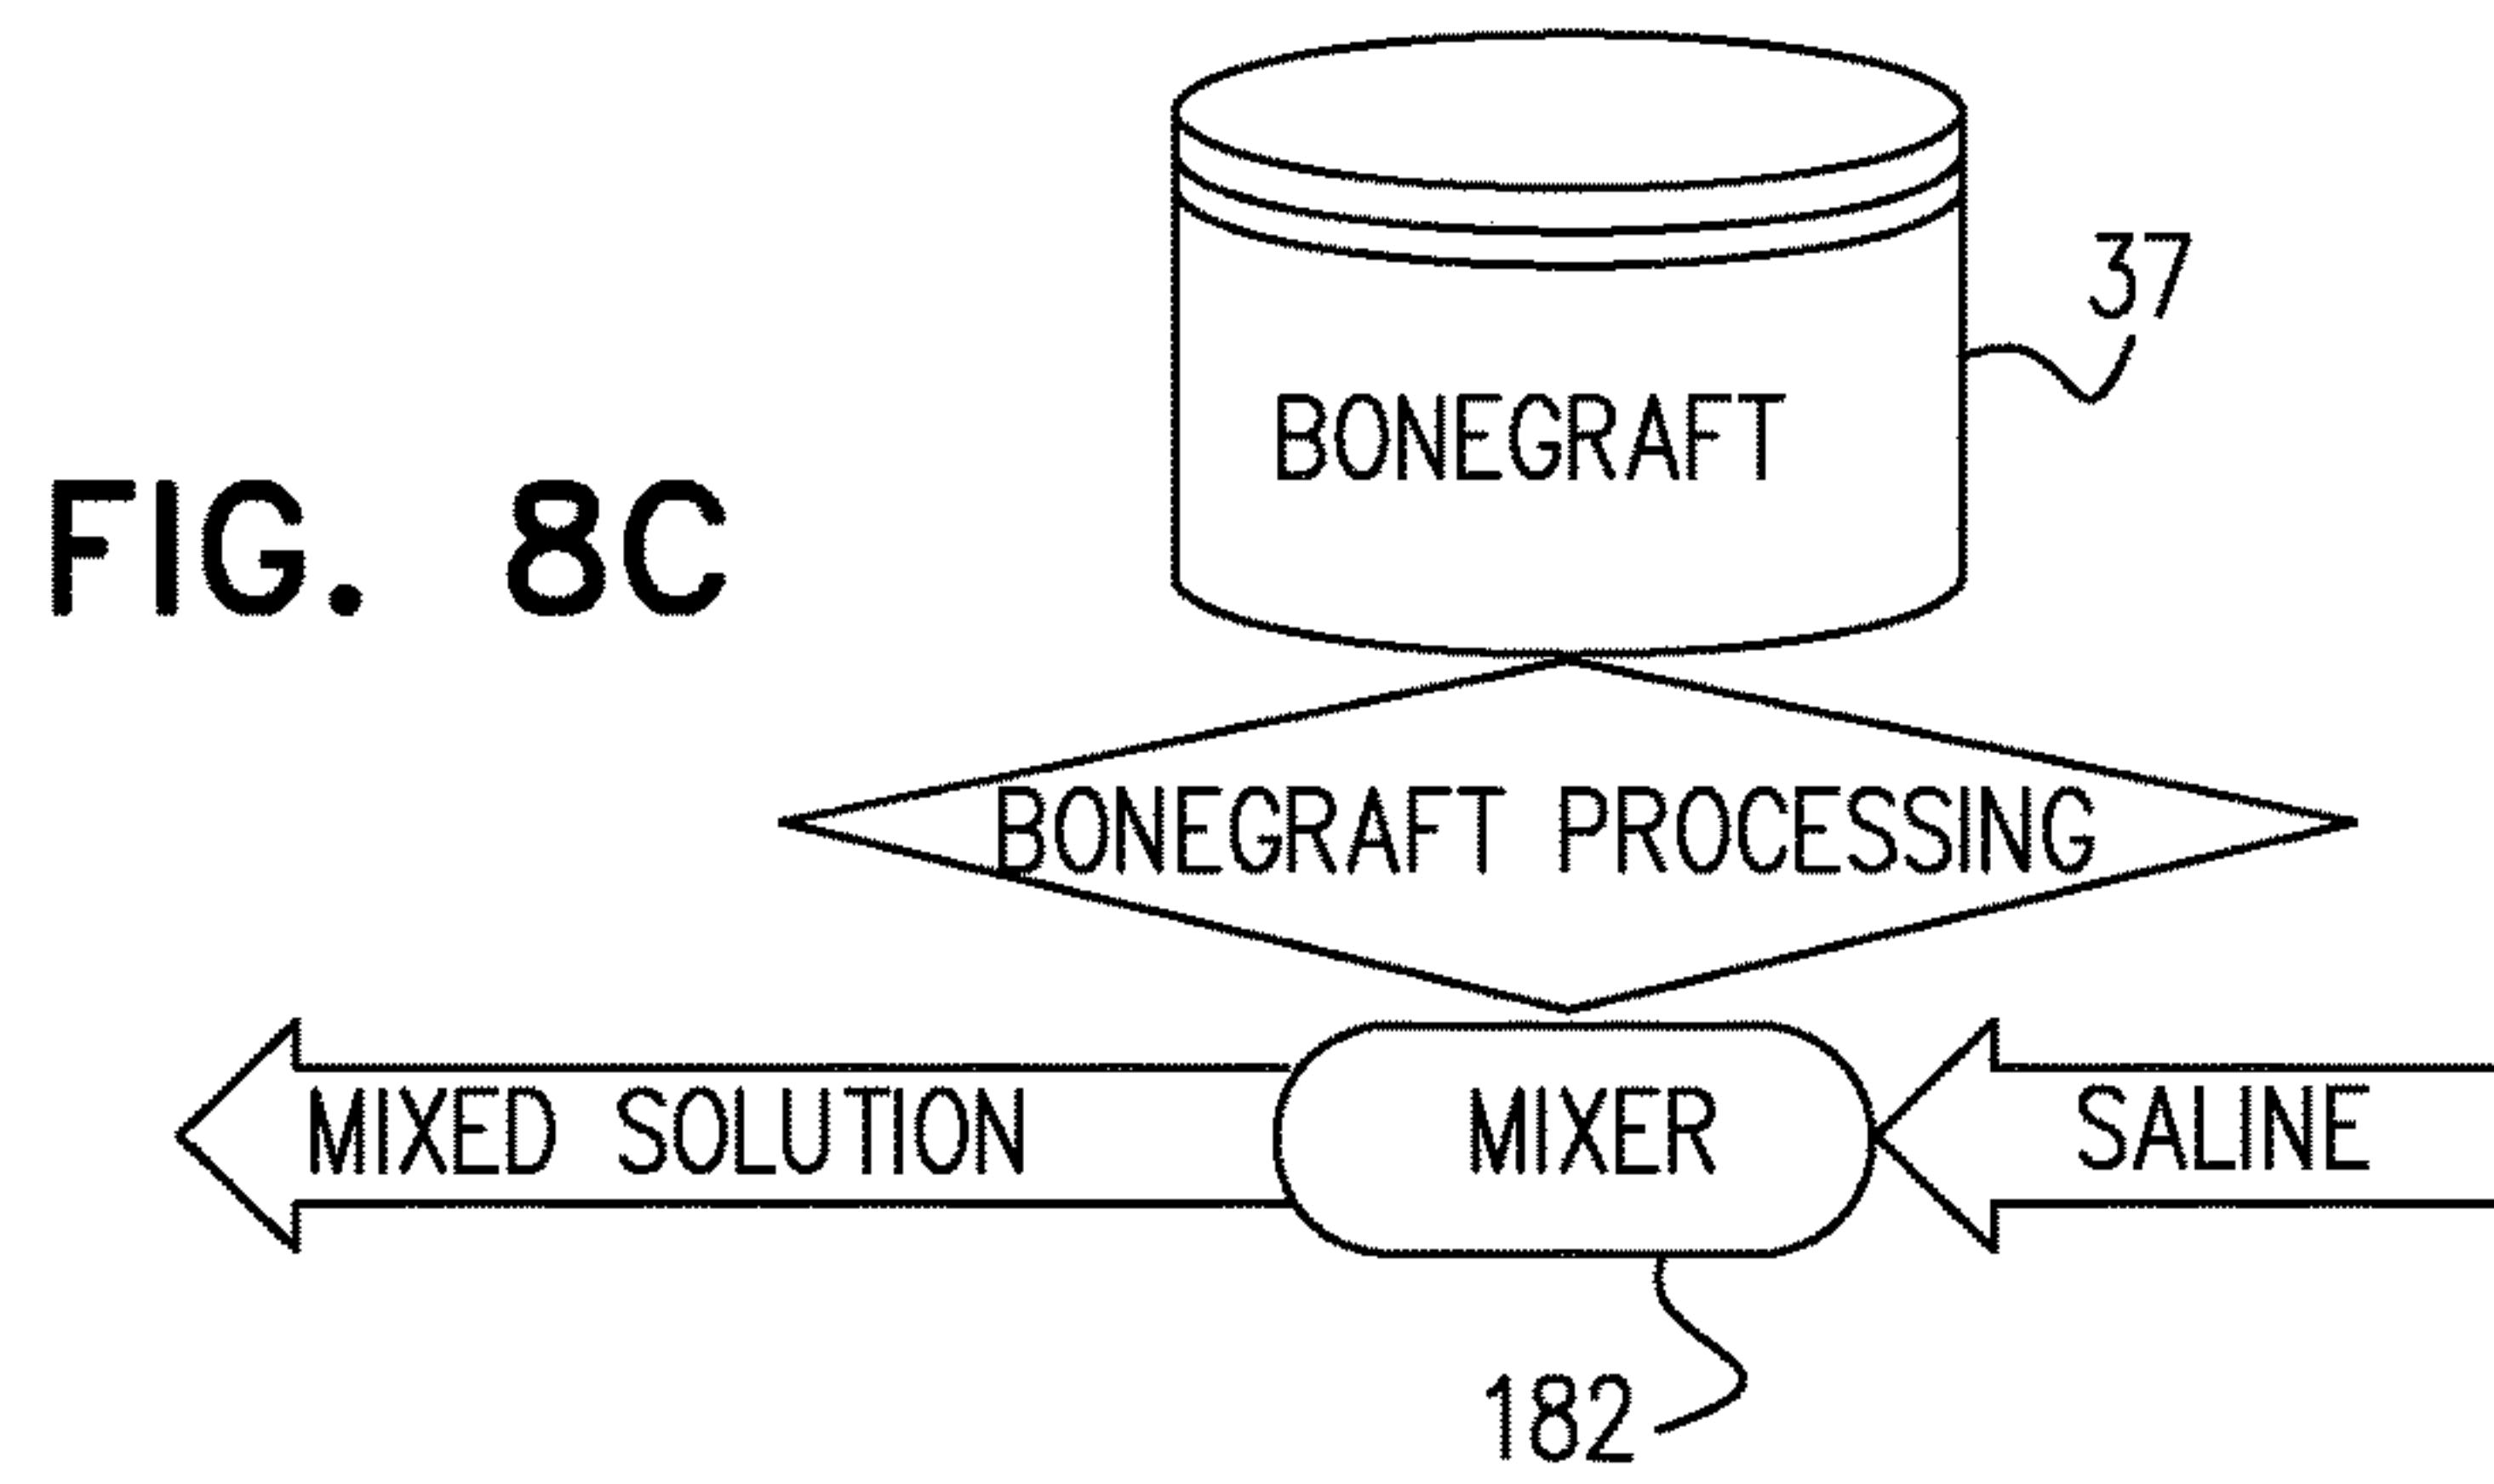 37
BONEGRAFT
FIG. 8C
BONEGRAFT PROCESSING
MIXED SOLUTION
MIXER
SALINE
182